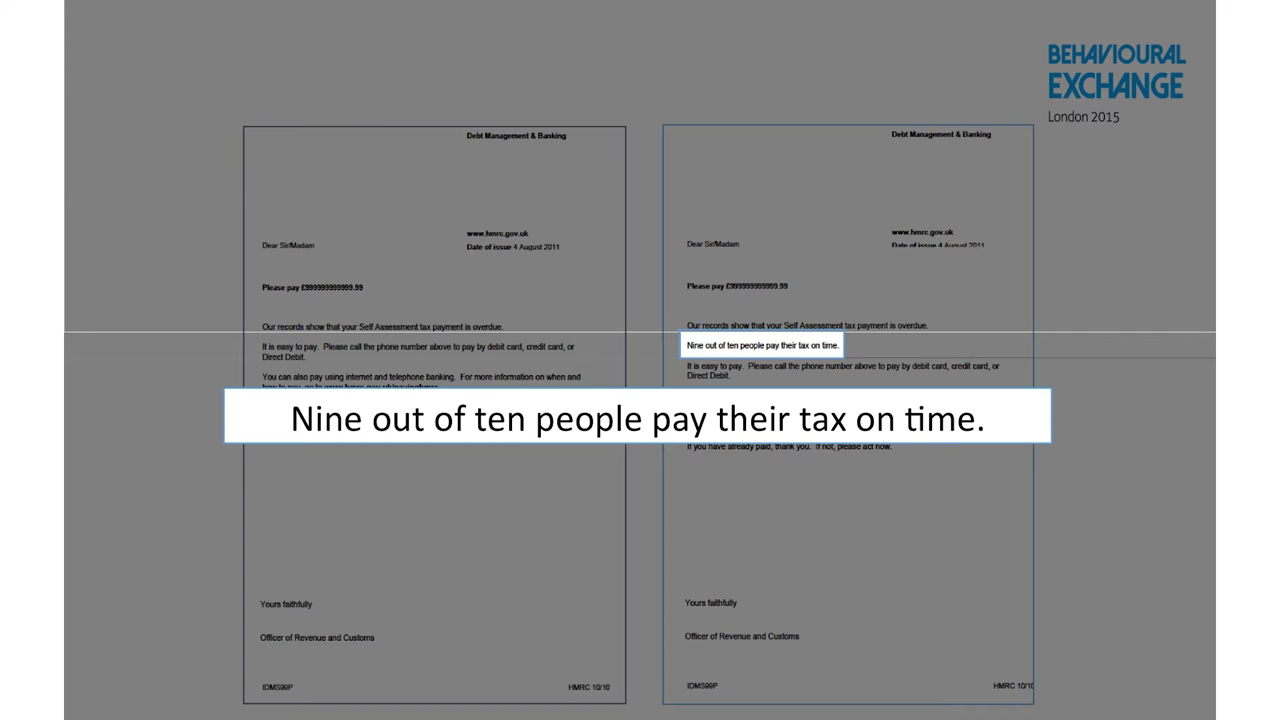 BEHAVIOURAL
EXCHANGE
London 2015
Debt Management & Banking
www.hmrc.gov.uk
Dear Sir/Madam
Date of issue 4 August 2011
Please pay £999999999999.99
Our records show that your Self Assessment tax payment is overdue.
It is easy to pay. Please call the phone number above to pay by debit card, credit card, or
Direct Debit.
You can also pay using internet and telephone banking. For more information on when and
Yours faithfully
Officer of Revenue and Customs
IDMS99P
HMRC 10/10
Debt Management & Banking
www.hmrc.gov.uk
Dear Sir/Madam
Date of issue 4 August 2011
Please pay £999999999999.99
Our records show that your Self Assessment tax payment is overdue.
Nine out of ten people pay their tax on time.
It is easy to pay. Please call the phone number above to pay by debit card, credit card, or
Direct Debit.
Nine out of ten people pay their tax on time.
If you have already paid, thank you. If not, please act now.
Yours faithfully
Officer of Revenue and Customs
IDMS99P
HMRC 10/10